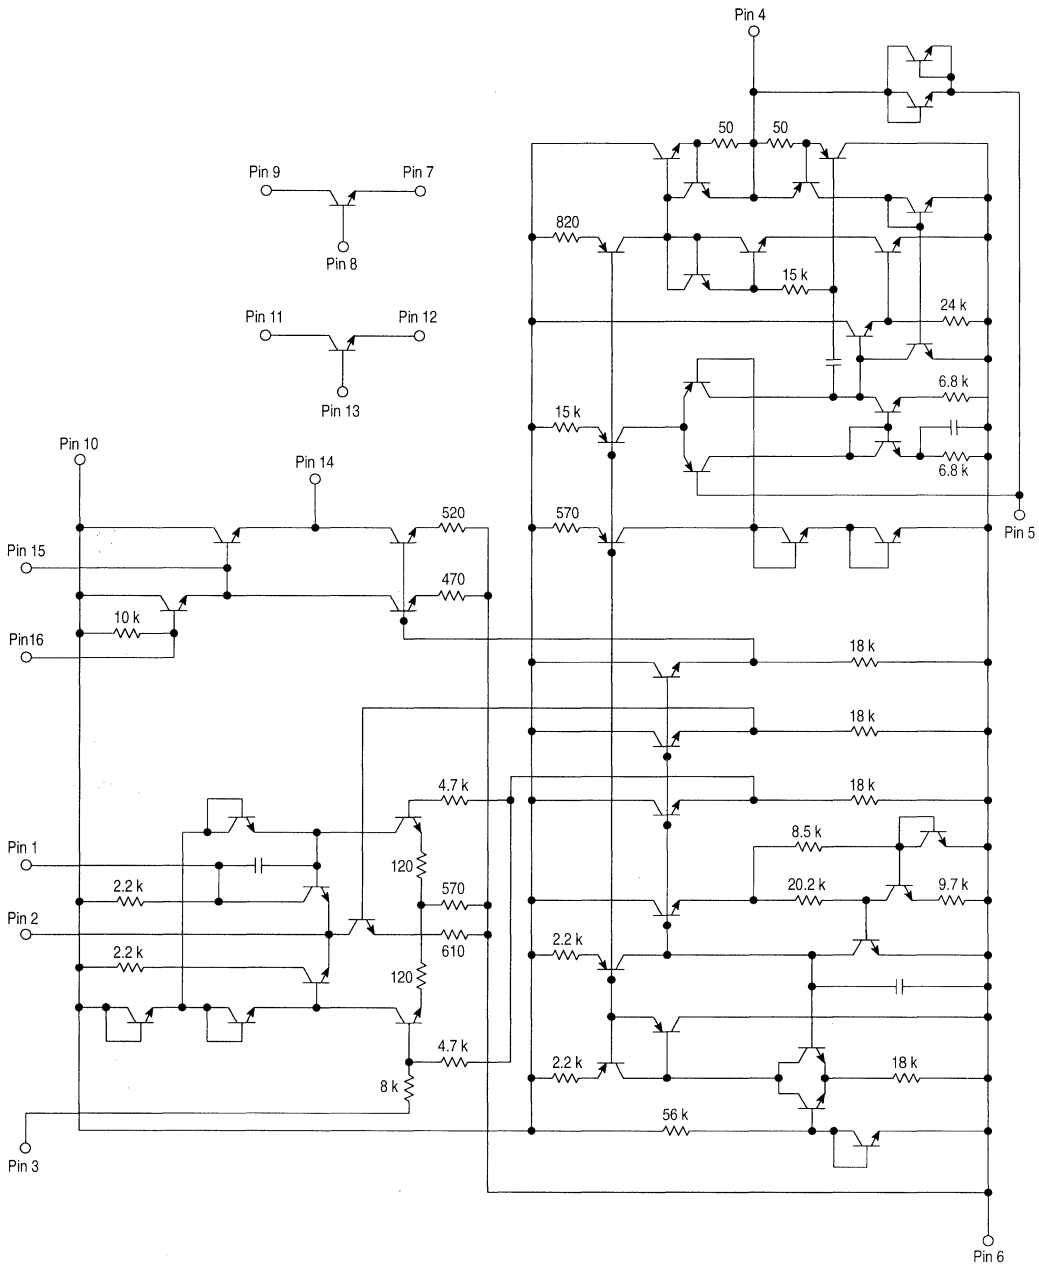 Pin 4
50 50
Pin 9 Pin 7
820
Pin 8
15 k
Pin 11 Pin 12
24 k
6.8 k
Pin 13
15 k
Pin 10
6.8 k
Pin 14
520 570
Pin 5
Pin 15
470
10 k
Pin16
18 k
18 k
4.7 k
18 k
8.5 k
Pin 1
120
2.2 k 570 20.2 k 9.7 k
Pin 2
610 2.2 k
2.2 k
120
4.7 k 2.2 k 18 k
8 k
56 k
Pin 3
Pin 6